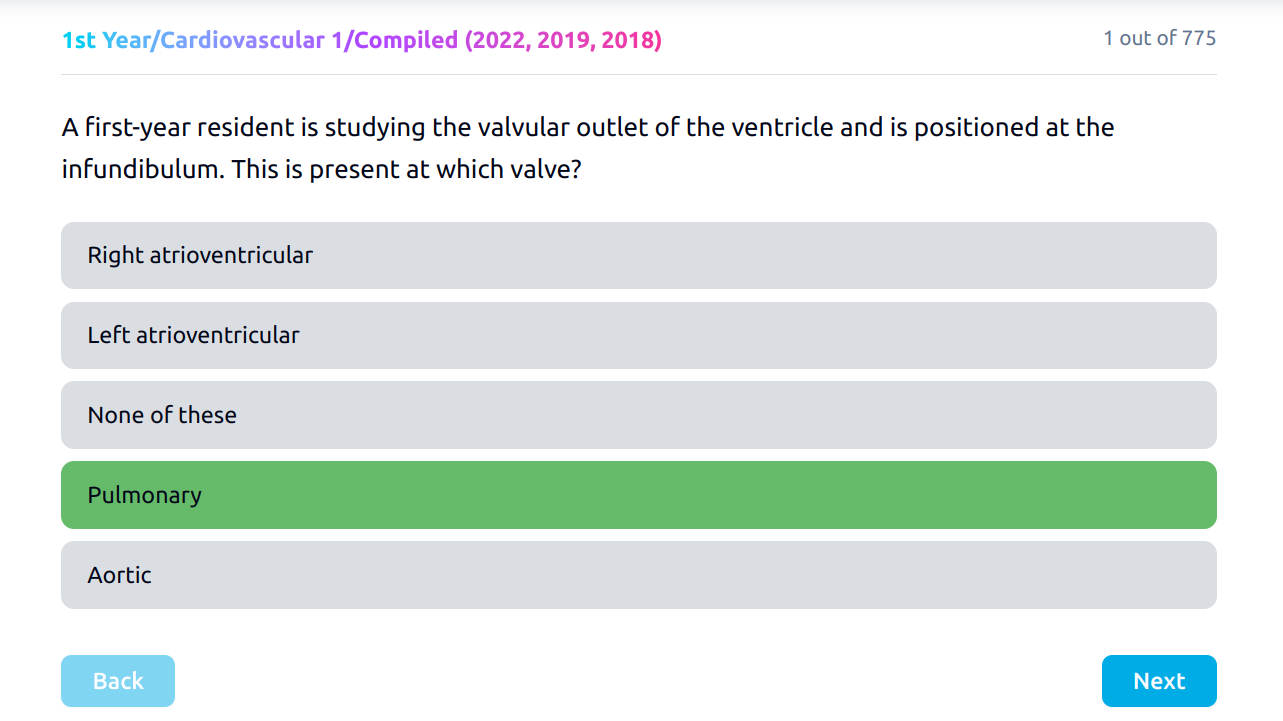 1st Year/Cardiovascular 1/Compiled (2022, 2019, 2018)
1 out of 775
A first-year resident is studying the valvular outlet of the ventricle and is positioned at the
infundibulum. This is present at which valve?
Right atrioventricular
Left atrioventricular
None of these
Pulmonary
Aortic
Back
Next